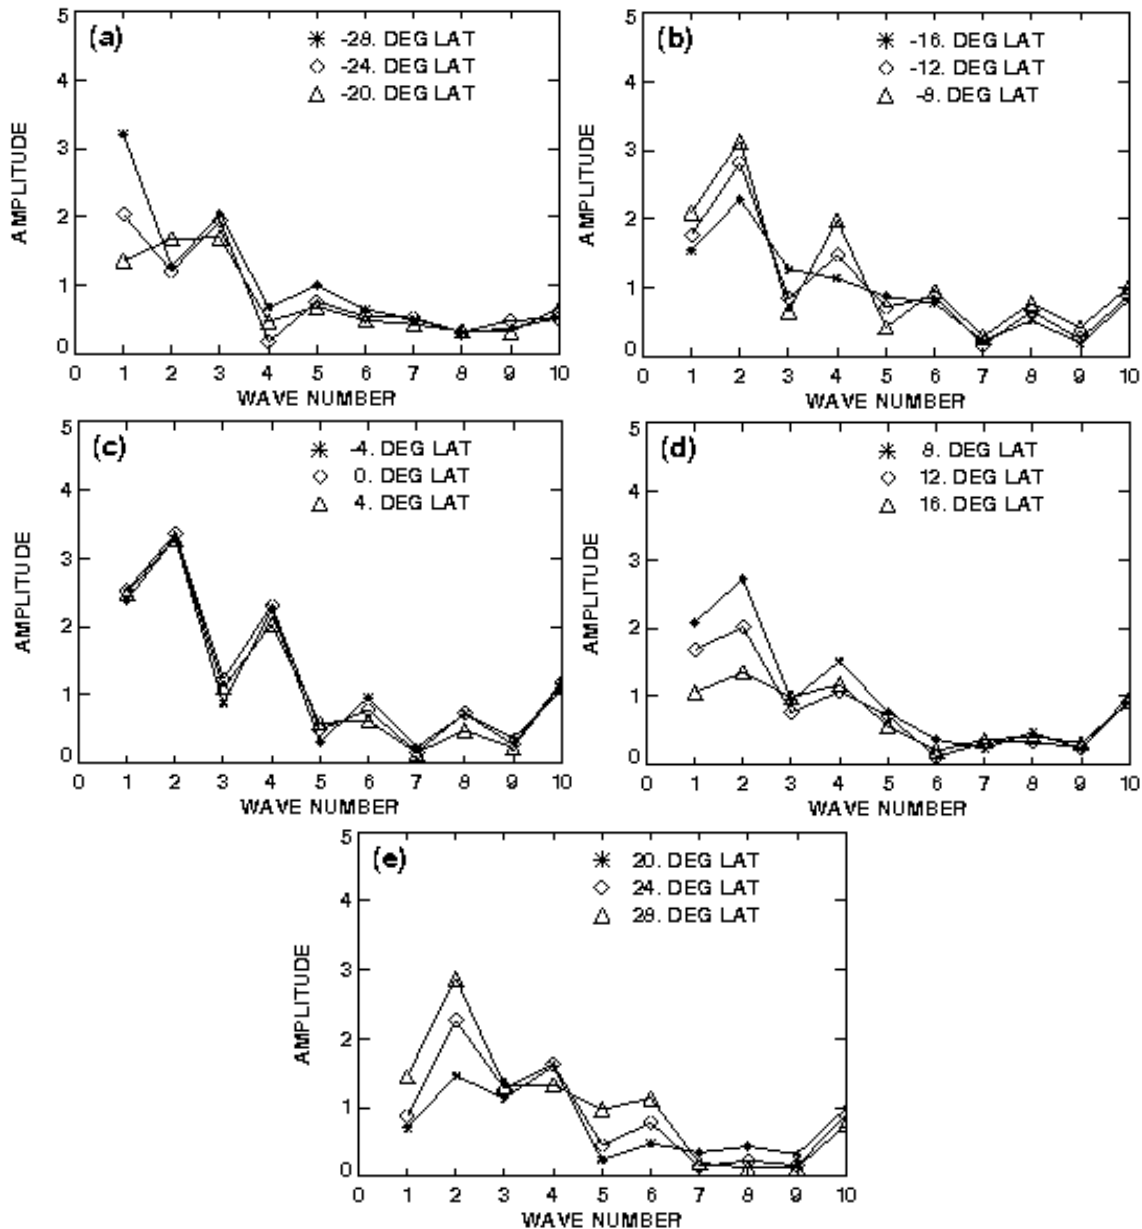 (a)
-28. DEG LAT
-24. DEG LAT
-20. DEG LAT
5
4
3
2
1
0
AMPLITUDE
0 1 2 3 4 5 6 7 8 9 10
WAVE NUMBER
(b)
-16. DEG LAT
-12. DEG LAT
-8. DEG LAT
5
4
3
2
1
0
AMPLITUDE
0 1 2 3 4 5 6 7 8 9 10
WAVE NUMBER
(c)
-4. DEG LAT
0. DEG LAT
4. DEG LAT
5
4
3
2
1
0
AMPLITUDE
0 1 2 3 4 5 6 7 8 9 10
WAVE NUMBER
(d)
8. DEG LAT
12. DEG LAT
16. DEG LAT
5
4
3
2
1
0
AMPLITUDE
0 1 2 3 4 5 6 7 8 9 10
WAVE NUMBER
(e)
20. DEG LAT
24. DEG LAT
28. DEG LAT
5
4
3
2
1
0
AMPLITUDE
0 1 2 3 4 5 6 7 8 9 10
WAVE NUMBER